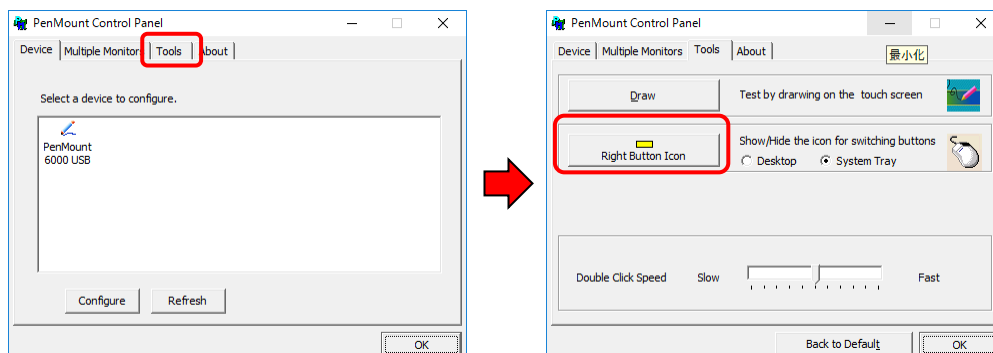 PenMount Control Panel
Device Multiple Monitors Tools About
Select a device to configure.
PenMount
6000 USB
Configure Refresh
OK
PenMount Control Panel
Device Multiple Monitors Tools About
最小化
Draw Test by drarwing on the touch screen
Show/Hide the icon for switching buttons
Right Button Icon Desktop System Tray
Double Click Speed Slow Fast
Back to Default OK